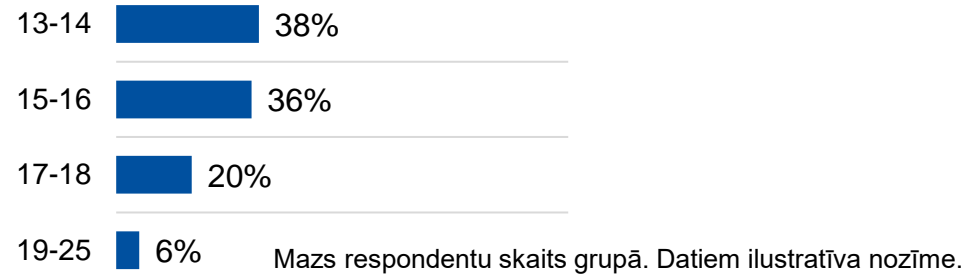 13-14 38%
15-16 36%
17-18 20%
19-25 6% Mazs respondentu skaits grupā. Datiem ilustratīva nozīme.